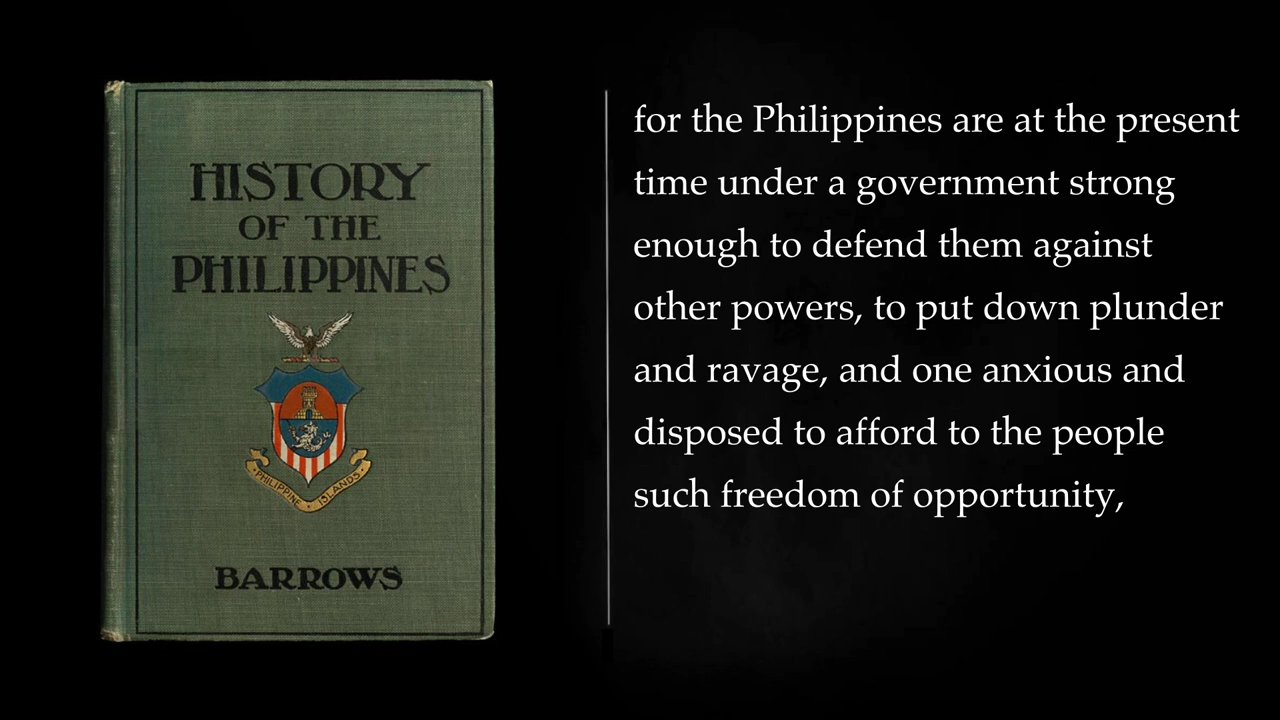 HISTORY
OF THE
PHILIPPINES
PHILIPPINE ISLANDS
BARROWS
for the Philippines are at the present
time under a government strong
enough to defend them against
other powers, to put down plunder
and ravage, and one anxious and
disposed to afford to the people
such freedom of opportunity,